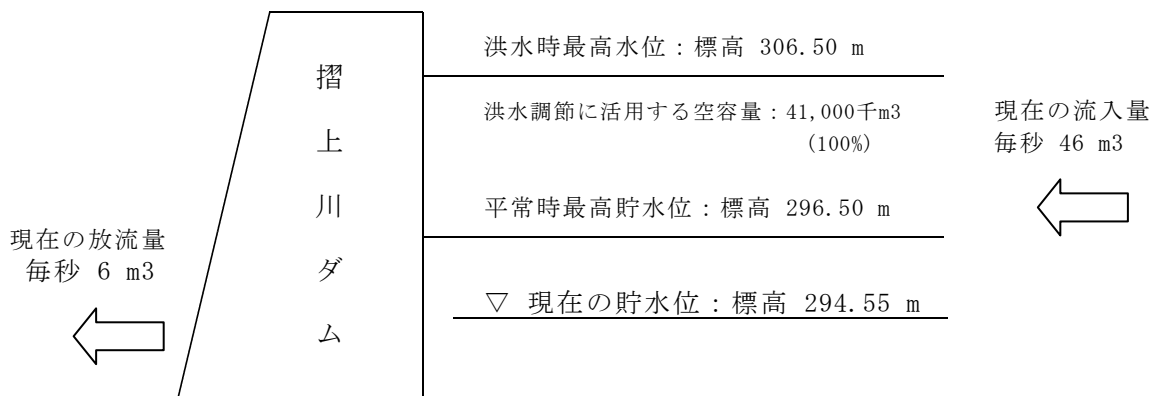 洪水時最高水位：標高 306.50 m
摺上川ダム
洪水調節に活用する空容量：41,000千m3
(100%)
現在の流入量
毎秒 46 m3
平常時最高貯水位：標高 296.50 m
現在の放流量
毎秒 6 m3
▽ 現在の貯水位：標高 294.55 m